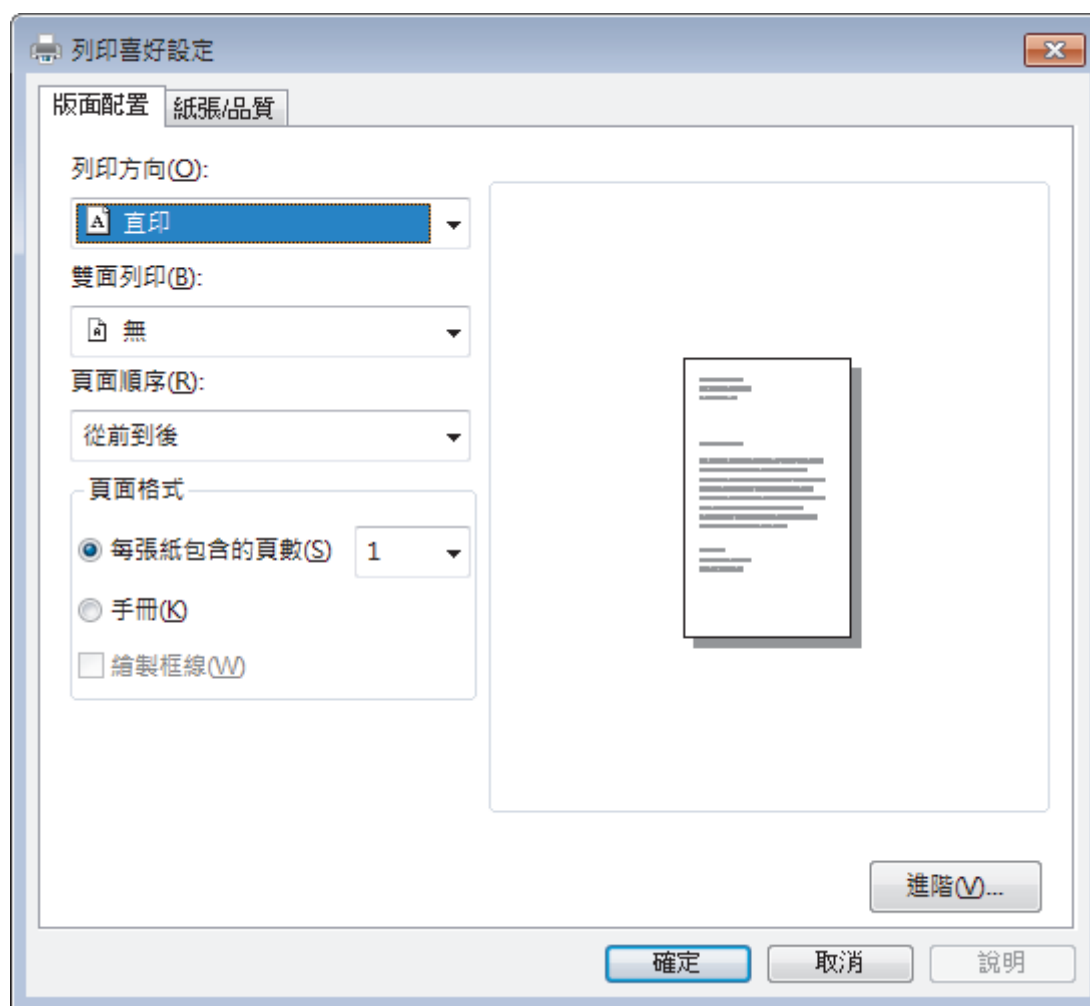 列印喜好設定
版面配置
紙張/品質
列印方向(O):
直印
雙面列印(B):
無
頁面順序(R):
從前到後
頁面格式
每張紙包含的頁數(S) 1
手冊(K)
繪製框線(W)
進階(V)...
確定 取消 說明